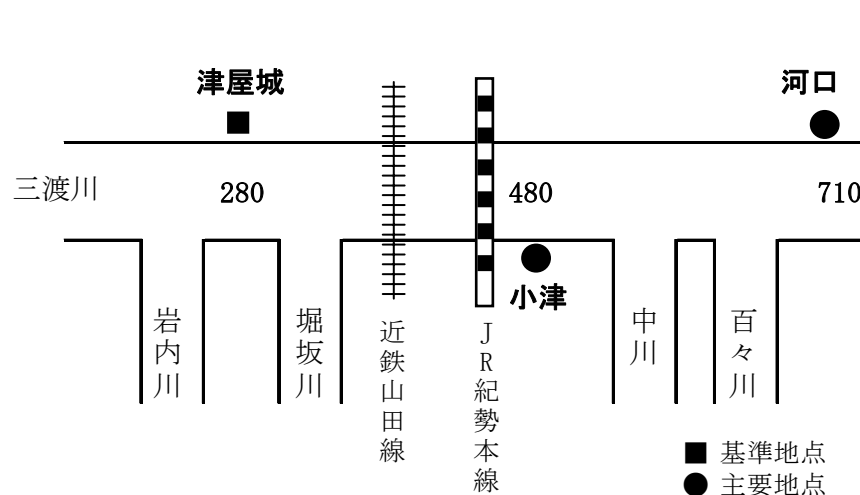 津屋城
河口
三渡川
280
480
710
小津
岩内川
堀坂川
近鉄山田線
JR紀勢本線
中川
百々川
■ 基準地点
● 主要地点